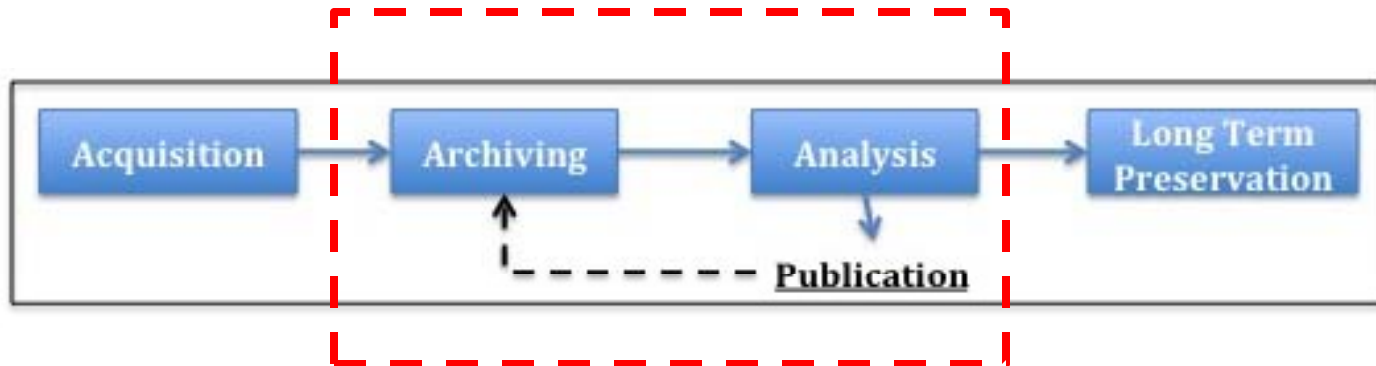 Acquisition
Archiving
Analysis
Long Term
Preservation
Publication